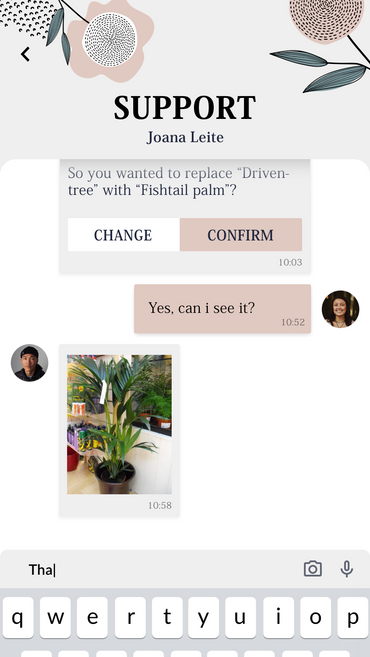 SUPPORT
Joana Leite
So you wanted to replace “Driven-
tree” with “Fishtail palm”?
CHANGE
CONFIRM
10:03
Yes, can i see it?
10:52
10:58
Tha
q w e r t y u i o p